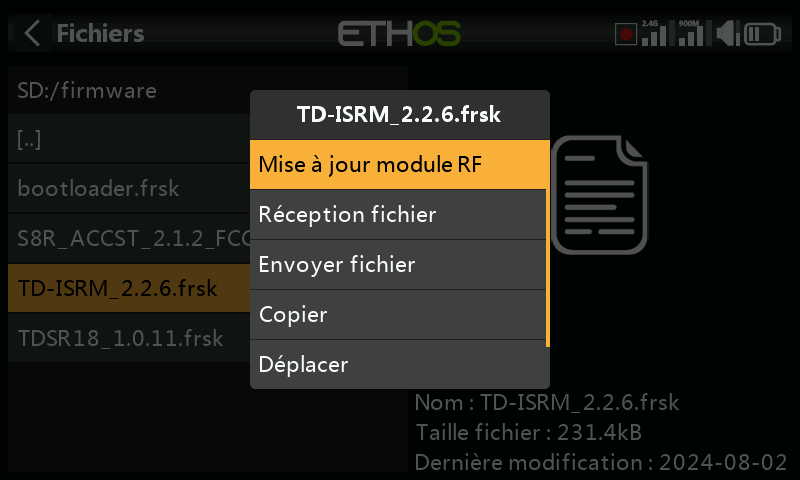 Fichiers
ETHOS
2.4G
900M
SD:/firmware
[..]
bootloader.frsk
S8R_ACCST_2.1.2_FCC
TD-ISRM_2.2.6.frsk
TDSR18_1.0.11.frsk
TD-ISRM_2.2.6.frsk
Mise à jour module RF
Réception fichier
Envoyer fichier
Copier
Déplacer
Nom : TD-ISRM_2.2.6.frsk
Taille fichier : 231.4kB
Dernière modification : 2024-08-02